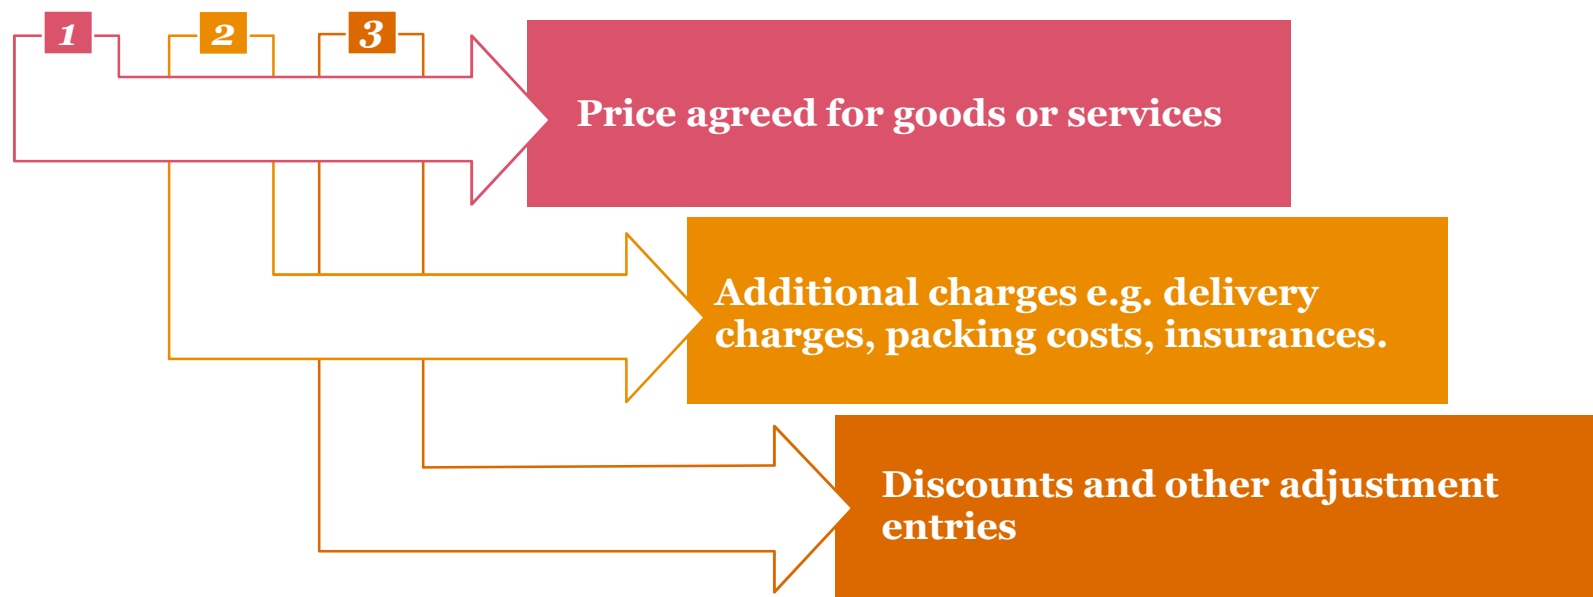 1
2
3
Price agreed for goods or services
Additional charges e.g. delivery
charges, packing costs, insurances.
Discounts and other adjustment
entries